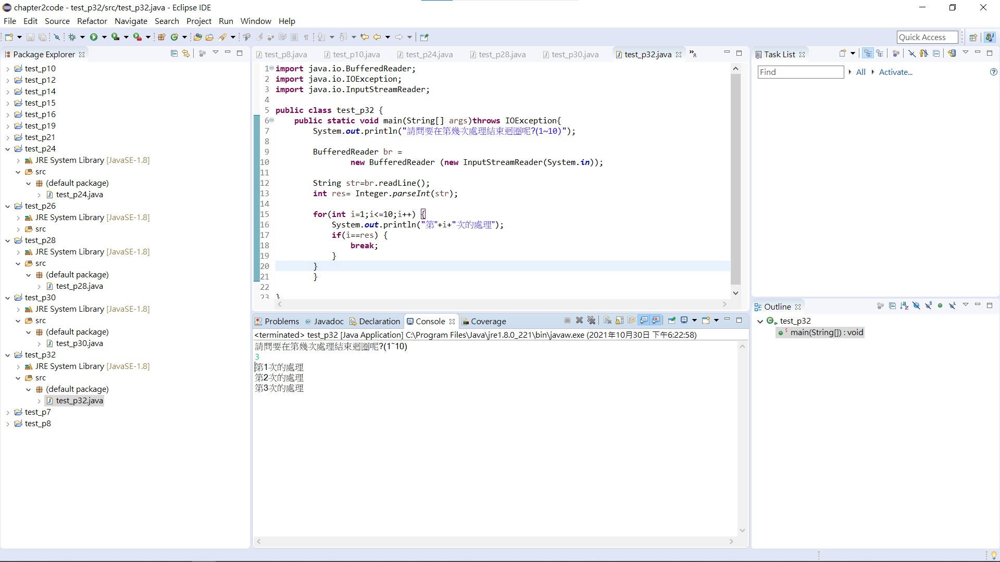 chapter2code - test_p32/src/test_p32.java - Eclipse IDE
File Edit Source Refactor Navigate Search Project Run Window Help
Quick Access
Package Explorer
test_p10
test_p12
test_p14
test_p15
test_p16
test_p19
test_p21
test_p24
JRE System Library [JavaSE-1.8]
src
(default package)
test_p24.java
test_p26
JRE System Library [JavaSE-1.8]
src
test_p28
JRE System Library [JavaSE-1.8]
src
(default package)
test_p28.java
test_p30
JRE System Library [JavaSE-1.8]
src
(default package)
test_p30.java
test_p32
JRE System Library [JavaSE-1.8]
src
(default package)
test_p32.java
test_p7
test_p8
test_p8.java test_p10.java test_p24.java test_p28.java test_p30.java test_p32.java »8
1 import java.io.BufferedReader;
2 import java.io.IOException;
3 import java.io.InputStreamReader;
4
5 public class test_p32 {
6 public static void main(String[] args)throws IOException{
7 System.out.println("請問要在第幾次處理結束迴圈呢?(1~10)");
8
9 BufferedReader br =
10 new BufferedReader (new InputStreamReader(System.in));
11
12 String str=br.readLine();
13 int res= Integer.parseInt(str);
14
15 for(int i=1;i<=10;i++) {
16 System.out.println("第"+i+"次的處理");
17 if(i==res) {
18 break;
19 }
20 }
21 }
22
23 }
Problems @ Javadoc Declaration Console Coverage
<terminated> test_p32 [Java Application] C:\Program Files\Java\jre1.8.0_221\bin\javaw.exe (2021年10月30日 下午6:22:58)
請問要在第幾次處理結束迴圈呢?(1~10)
3
第1次的處理
第2次的處理
第3次的處理
Task List
Find All Activate...
Outline
test_p32
main(String[]) : void